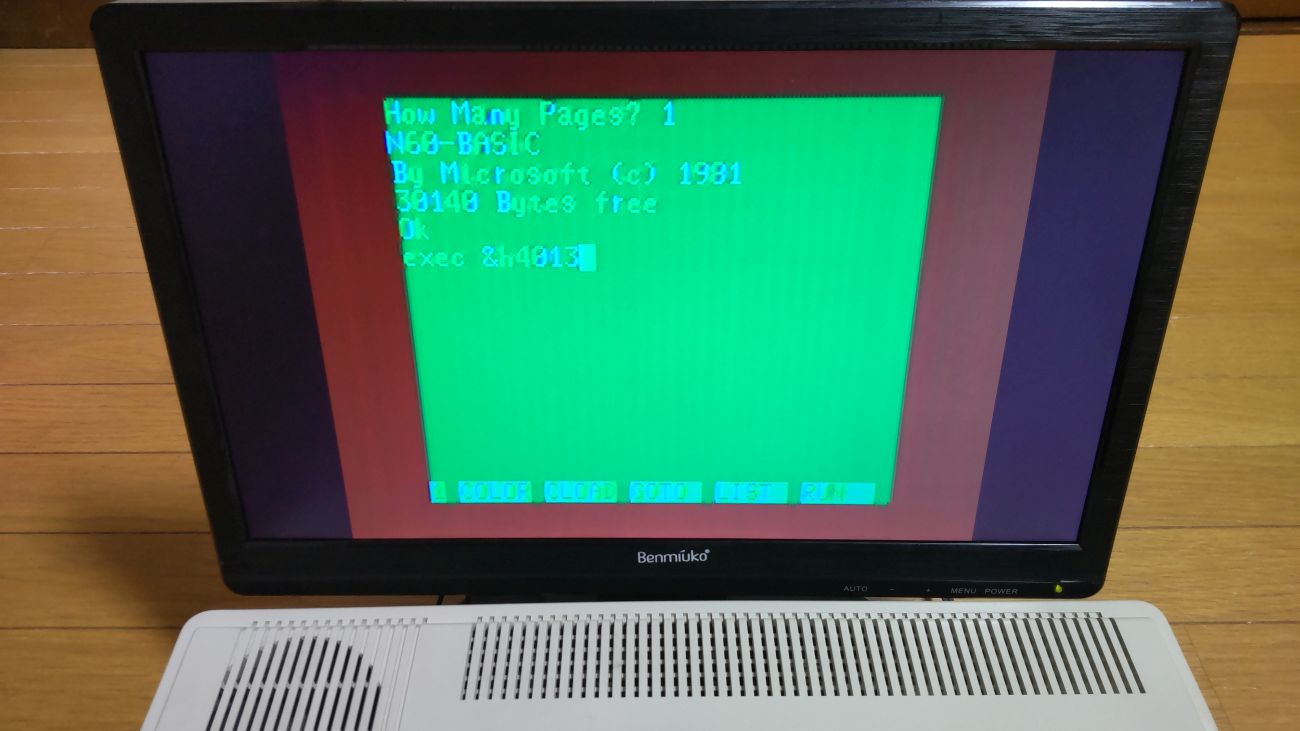 How Many Pages? 1
N60-BASIC
By Microsoft (c) 1981
30140 Bytes free
Ok
exec &h4013
1 COLOR CLOAD GOTO LIST RUN
Benmiuko
AUTO - + MENU POWER